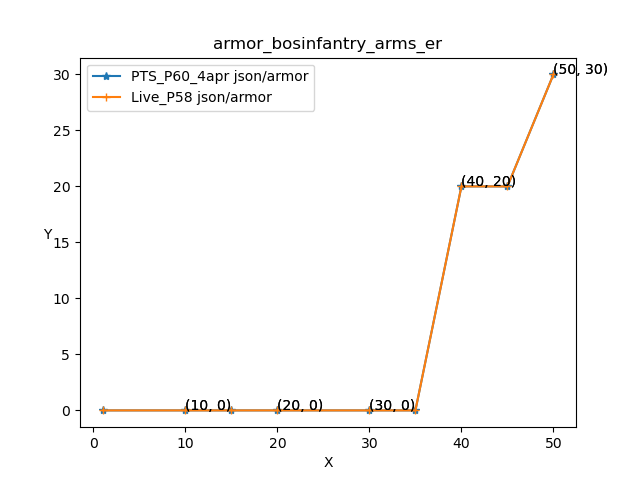 armor_bosinfantry_arms_er
PTS_P60_4apr json/armor
Live_P58 json/armor
30
25
20
15
10
5
0
Y
(50, 30)
(40, 20)
(10, 0)
(20, 0)
(30, 0)
0 10 20 30 40 50
X